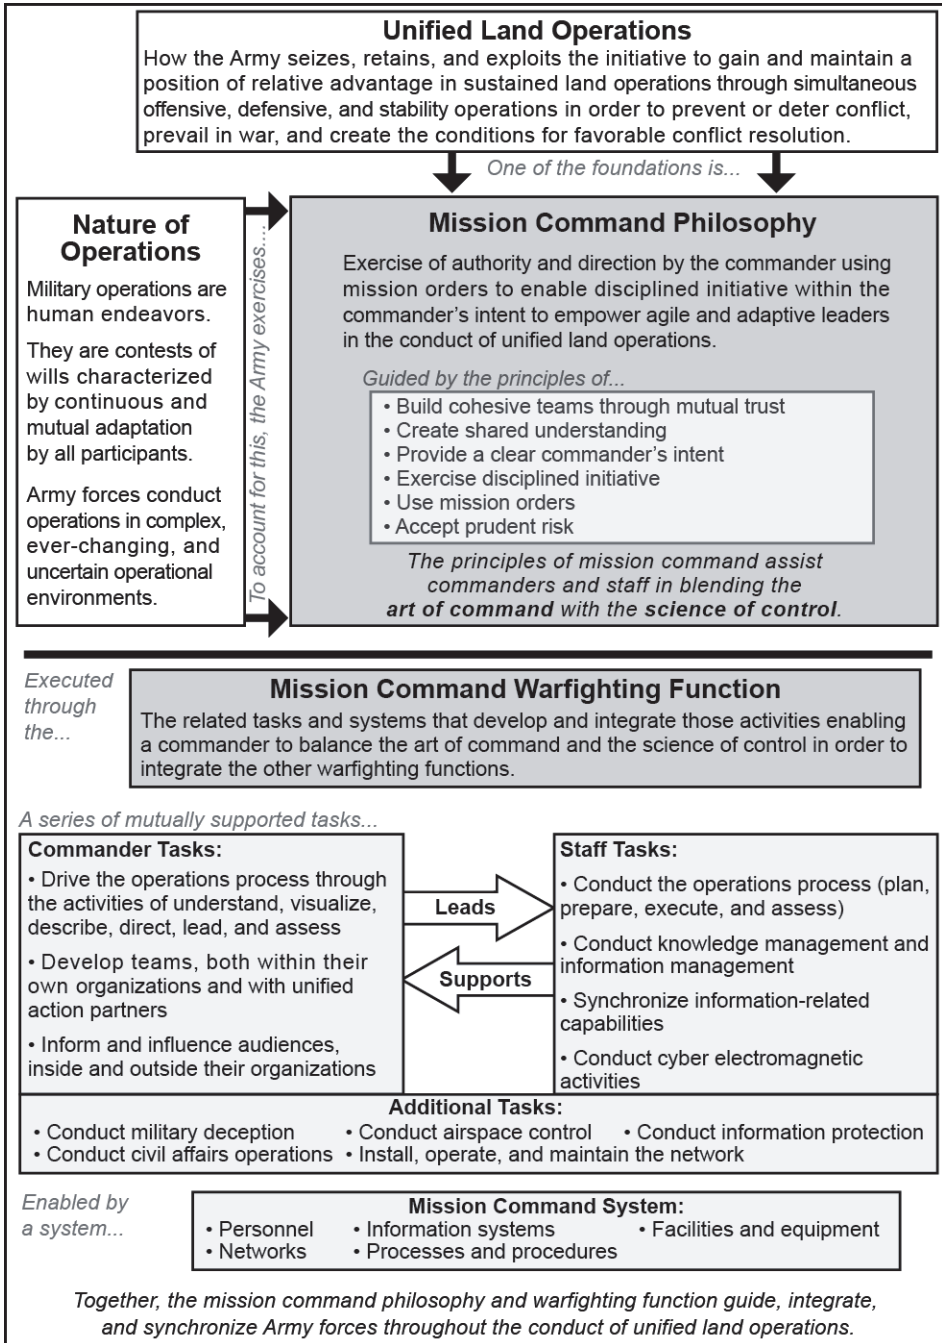 Unified Land Operations
How the Army seizes, retains, and exploits the initiative to gain and maintain a
position of relative advantage in sustained land operations through simultaneous
offensive, defensive, and stability operations in order to prevent or deter conflict,
prevail in war, and create the conditions for favorable conflict resolution.
One of the foundations is...
Nature of
Operations
Military operations are
human endeavors.
They are contests of
wills characterized
by continuous and
mutual adaptation
by all participants.
Army forces conduct
operations in complex,
ever-changing, and
uncertain operational
environments.
To account for this, the Army exercises....
Mission Command Philosophy
Exercise of authority and direction by the commander using
mission orders to enable disciplined initiative within the
commander's intent to empower agile and adaptive leaders
in the conduct of unified land operations.
Guided by the principles of...
• Build cohesive teams through mutual trust
• Create shared understanding
• Provide a clear commander's intent
• Exercise disciplined initiative
• Use mission orders
• Accept prudent risk
The principles of mission command assist
commanders and staff in blending the
art of command with the science of control.
Executed
through
the...
Mission Command Warfighting Function
The related tasks and systems that develop and integrate those activities enabling
a commander to balance the art of command and the science of control in order to
integrate the other warfighting functions.
A series of mutually supported tasks...
Commander Tasks:
• Drive the operations process through
the activities of understand, visualize,
describe, direct, lead, and assess
• Develop teams, both within their
own organizations and with unified
action partners
• Inform and influence audiences,
inside and outside their organizations
Leads
Supports
Staff Tasks:
• Conduct the operations process (plan,
prepare, execute, and assess)
• Conduct knowledge management and
information management
• Synchronize information-related
capabilities
• Conduct cyber electromagnetic
activities
Additional Tasks:
• Conduct military deception • Conduct airspace control • Conduct information protection
• Conduct civil affairs operations • Install, operate, and maintain the network
Enabled by
a system...
Mission Command System:
• Personnel • Information systems • Facilities and equipment
• Networks • Processes and procedures
Together, the mission command philosophy and warfighting function guide, integrate,
and synchronize Army forces throughout the conduct of unified land operations.